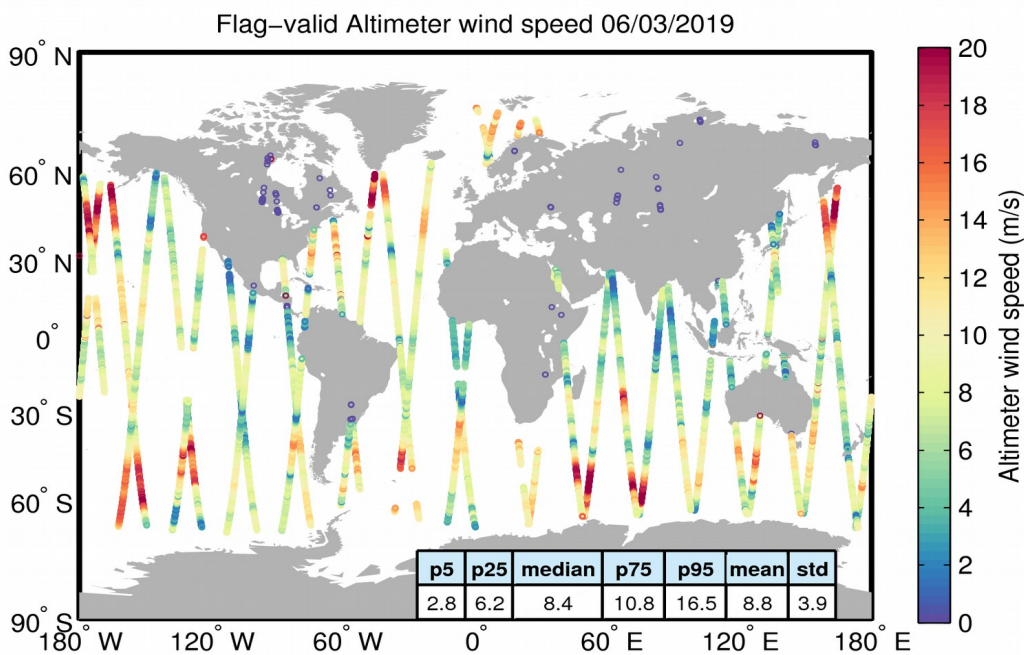 Flag−valid Altimeter wind speed 06/03/2019
90° N
60° N
30° N
0°
30° S
60° S
90° S
180° W
120° W
60° W
0°
60° E
120° E
180° E
p5 p25 median p75 p95 mean std
2.8 6.2 8.4 10.8 16.5 8.8 3.9
20
18
16
14
12
10
8
6
4
2
0
Altimeter wind speed (m/s)